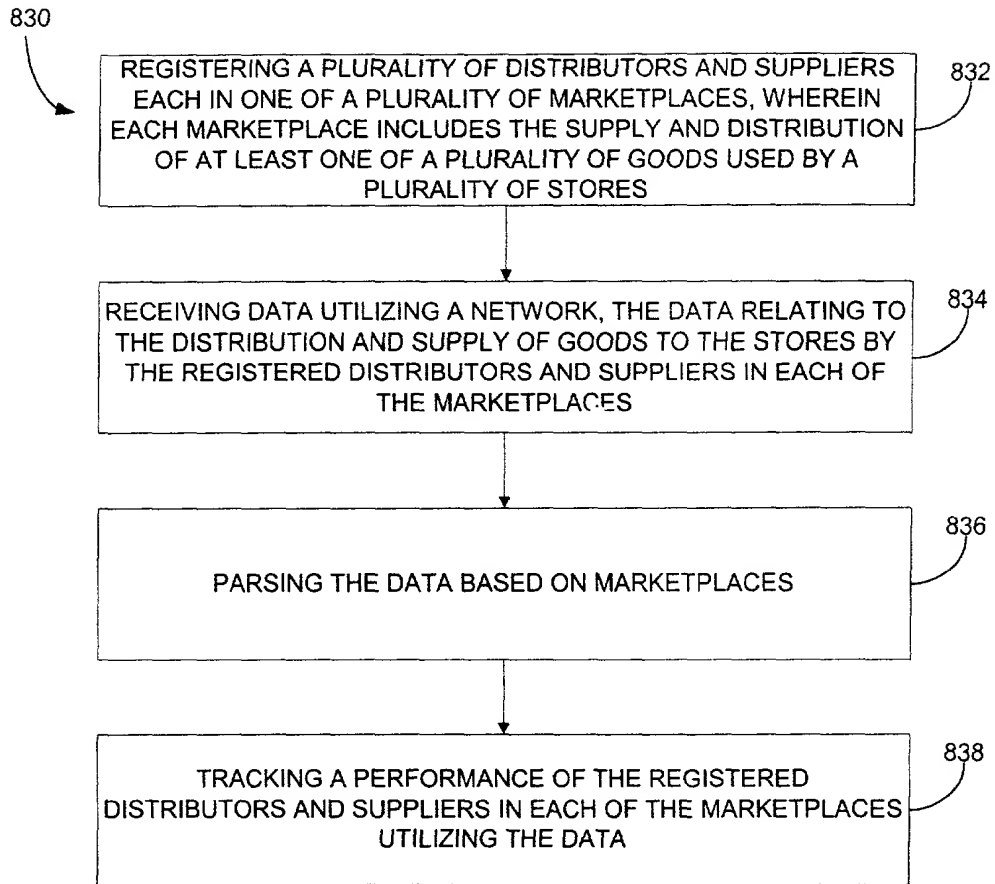 830
REGISTERING A PLURALITY OF DISTRIBUTORS AND SUPPLIERS
EACH IN ONE OF A PLURALITY OF MARKETPLACES, WHEREIN
EACH MARKETPLACE INCLUDES THE SUPPLY AND DISTRIBUTION
OF AT LEAST ONE OF A PLURALITY OF GOODS USED BY A
PLURALITY OF STORES
832
RECEIVING DATA UTILIZING A NETWORK, THE DATA RELATING TO
THE DISTRIBUTION AND SUPPLY OF GOODS TO THE STORES BY
THE REGISTERED DISTRIBUTORS AND SUPPLIERS IN EACH OF
THE MARKETPLACES
834
PARSING THE DATA BASED ON MARKETPLACES
836
TRACKING A PERFORMANCE OF THE REGISTERED
DISTRIBUTORS AND SUPPLIERS IN EACH OF THE MARKETPLACES
UTILIZING THE DATA
838